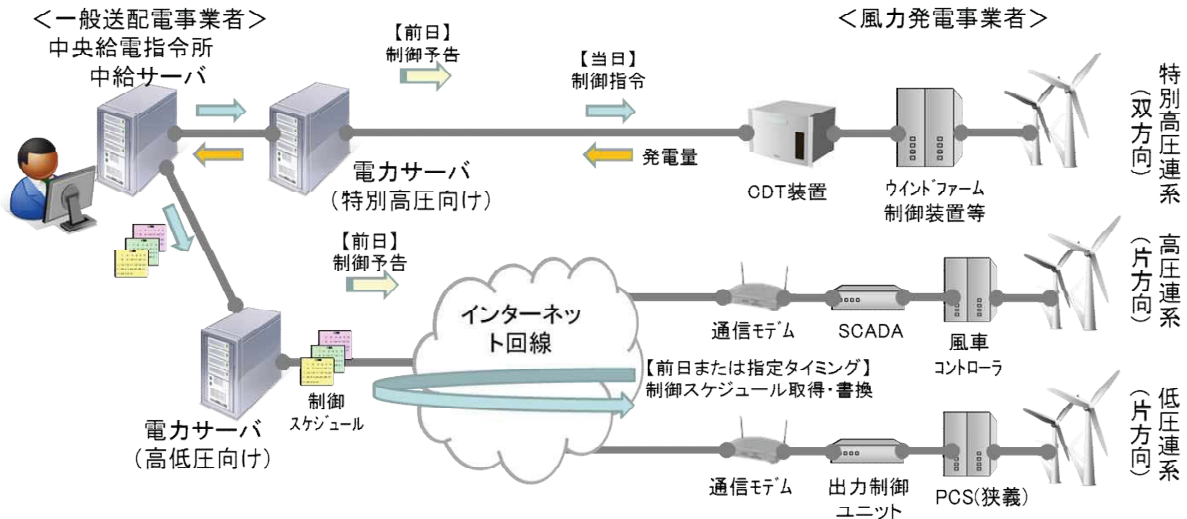 ＜一般送配電事業者＞
中央給電指令所
中給サーバ
＜風力発電事業者＞
【前日】
制御予告
【当日】
制御指令
発電量
電力サーバ
(特別高圧向け)
CDT装置
ｳｲﾝﾄﾞﾌｧｰﾑ
制御装置等
特別高圧連系
(双方向)
【前日】
制御予告
インターネッ
ト回線
通信ﾓﾃﾞﾑ
SCADA
風車
ｺﾝﾄﾛｰﾗ
高圧連系
(片方向)
【前日または指定タイミング】
制御スケジュール取得・書換
制御
ｽｹｼﾞｭｰﾙ
電力サーバ
(高低圧向け)
通信ﾓﾃﾞﾑ
出力制御
ユニット
PCS(狭義)
低圧連系
(片方向)